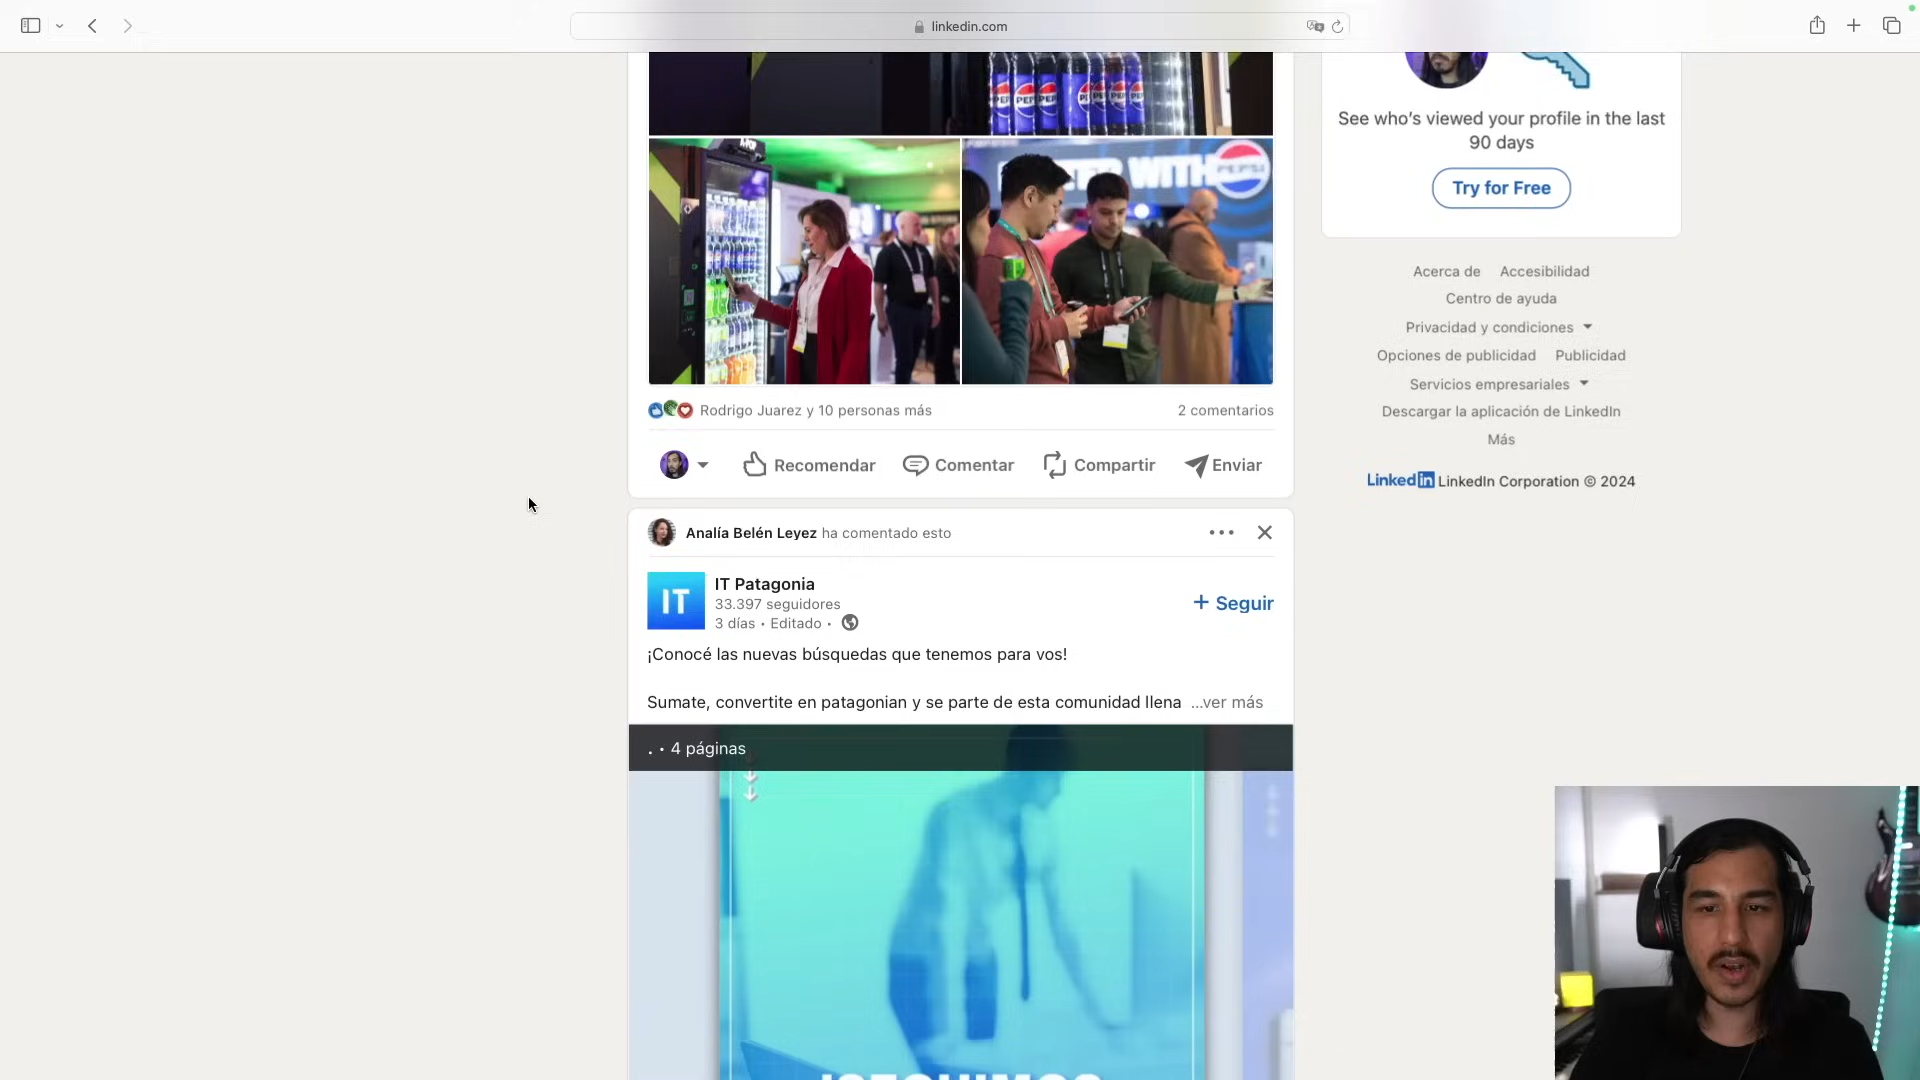 linkedin.com
PEPSI
See who's viewed your profile in the last
90 days
Try for Free
Acerca de Accesibilidad
Centro de ayuda
Privacidad y condiciones
Opciones de publicidad Publicidad
Servicios empresariales
Descargar la aplicación de LinkedIn
Más
LinkedIn LinkedIn Corporation © 2024
Rodrigo Juarez y 10 personas más
2 comentarios
Recomendar
Comentar
Compartir
Enviar
Analía Belén Leyez ha comentado esto
IT
IT Patagonia
33.397 seguidores
3 días • Editado •
+ Seguir
¡Conocé las nuevas búsquedas que tenemos para vos!
Sumate, convertite en patagonian y se parte de esta comunidad llena ...ver más
. • 4 páginas